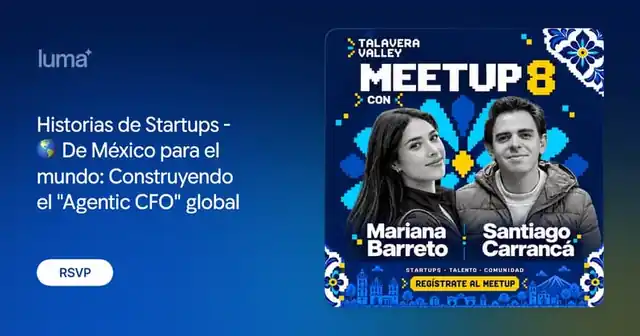 luma
Historias de Startups -
🌎 De México para el
mundo: Construyendo
el "Agentic CFO" global
RSVP
TALAVERA
VALLEY
MEETUP 8
CON
Mariana
Barreto
Santiago
Carrancá
STARTUPS · TALENTO · COMUNIDAD
REGÍSTRATE AL MEETUP